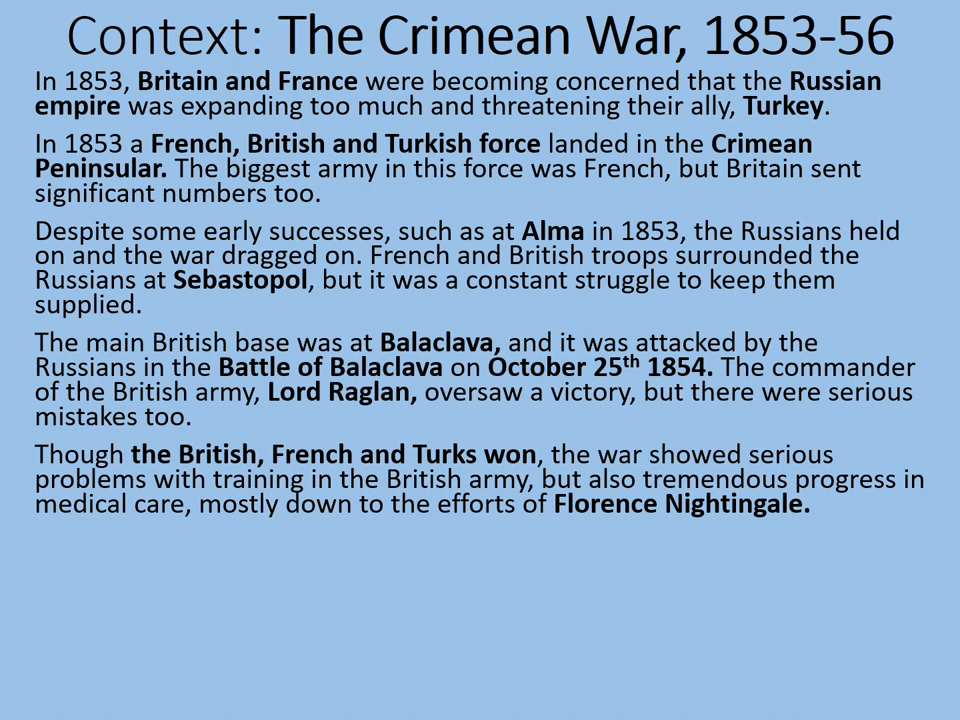 Context: The Crimean War, 1853-56
In 1853, Britain and France were becoming concerned that the Russian
empire was expanding too much and threatening their ally, Turkey.
In 1853 a French, British and Turkish force landed in the Crimean
Peninsular. The biggest army in this force was French, but Britain sent
significant numbers too.
Despite some early successes, such as at Alma in 1853, the Russians held
on and the war dragged on. French and British troops surrounded the
Russians at Sebastopol, but it was a constant struggle to keep them
supplied.
The main British base was at Balaclava, and it was attacked by the
Russians in the Battle of Balaclava on October 25th 1854. The commander
of the British army, Lord Raglan, oversaw a victory, but there were serious
mistakes too.
Though the British, French and Turks won, the war showed serious
problems with training in the British army, but also tremendous progress in
medical care, mostly down to the efforts of Florence Nightingale.